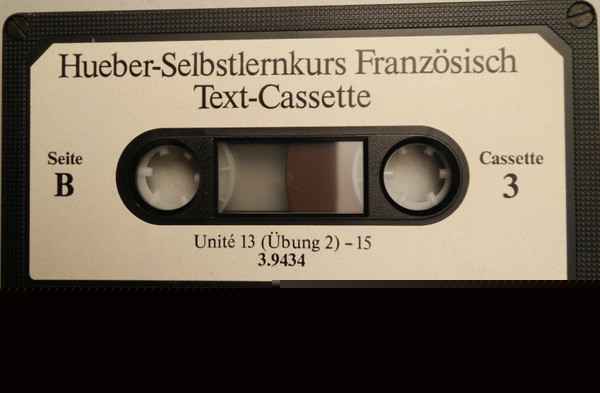 Hueber-Selbstlernkurs Französisch
Text-Cassette
Seite
B
Cassette
3
Unité 13 (Übung 2) – 15
3.9434